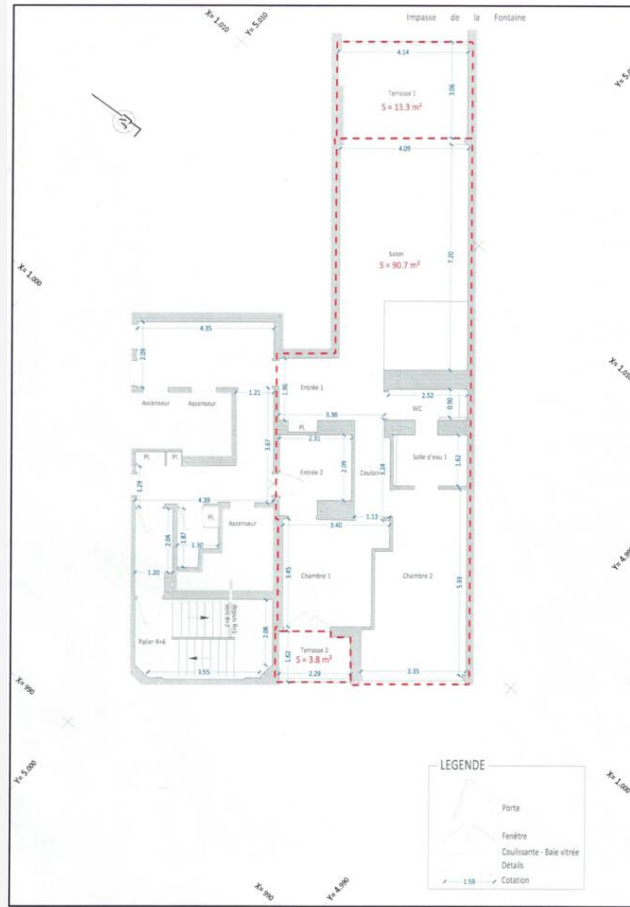 Impasse de la Fontaine
X= 1.010
Y= 5.010
4.14
Terrasse 1
S = 13.3 m²
3.06
4.09
Salon
S = 90.7 m²
7.20
X= 1.000
4.35
2.09
1.21
Ascenseur Ascenseur
Entrée 1
1.96
2.52
WC
0.90
X= 1.010
3.98
Pl.
2.31
3.67
Pl. Pl.
Entrée 2
2.09
Couloir
3.24
Salle d'eau 1
1.62
1.29
4.39
Pl.
Ascenseur
2.04
1.87
1.30
1.13
3.40
1.20
3.45
Chambre 1
Chambre 2
5.93
Palier R+6
2.08
Terrasse 2
S = 3.8 m²
1.62
2.29
3.55
3.35
X= 990
Y= 5.000
X= 1.000
X= 990
Y= 4.990
LEGENDE
Porte
Fenêtre
Coulissante - Baie vitrée
Détails
1.59
Cotation